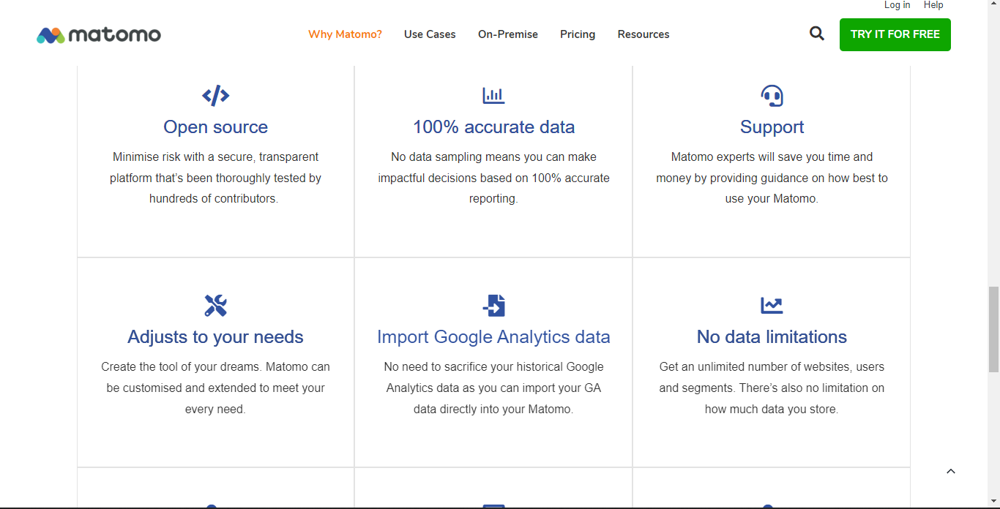 Log in Help
matomo
Why Matomo? Use Cases On-Premise Pricing Resources
TRY IT FOR FREE
Open source
Minimise risk with a secure, transparent
platform that’s been thoroughly tested by
hundreds of contributors.
100% accurate data
No data sampling means you can make
impactful decisions based on 100% accurate
reporting.
Support
Matomo experts will save you time and
money by providing guidance on how best to
use your Matomo.
Adjusts to your needs
Create the tool of your dreams. Matomo can
be customised and extended to meet your
every need.
Import Google Analytics data
No need to sacrifice your historical Google
Analytics data as you can import your GA
data directly into your Matomo.
No data limitations
Get an unlimited number of websites, users
and segments. There’s also no limitation on
how much data you store.